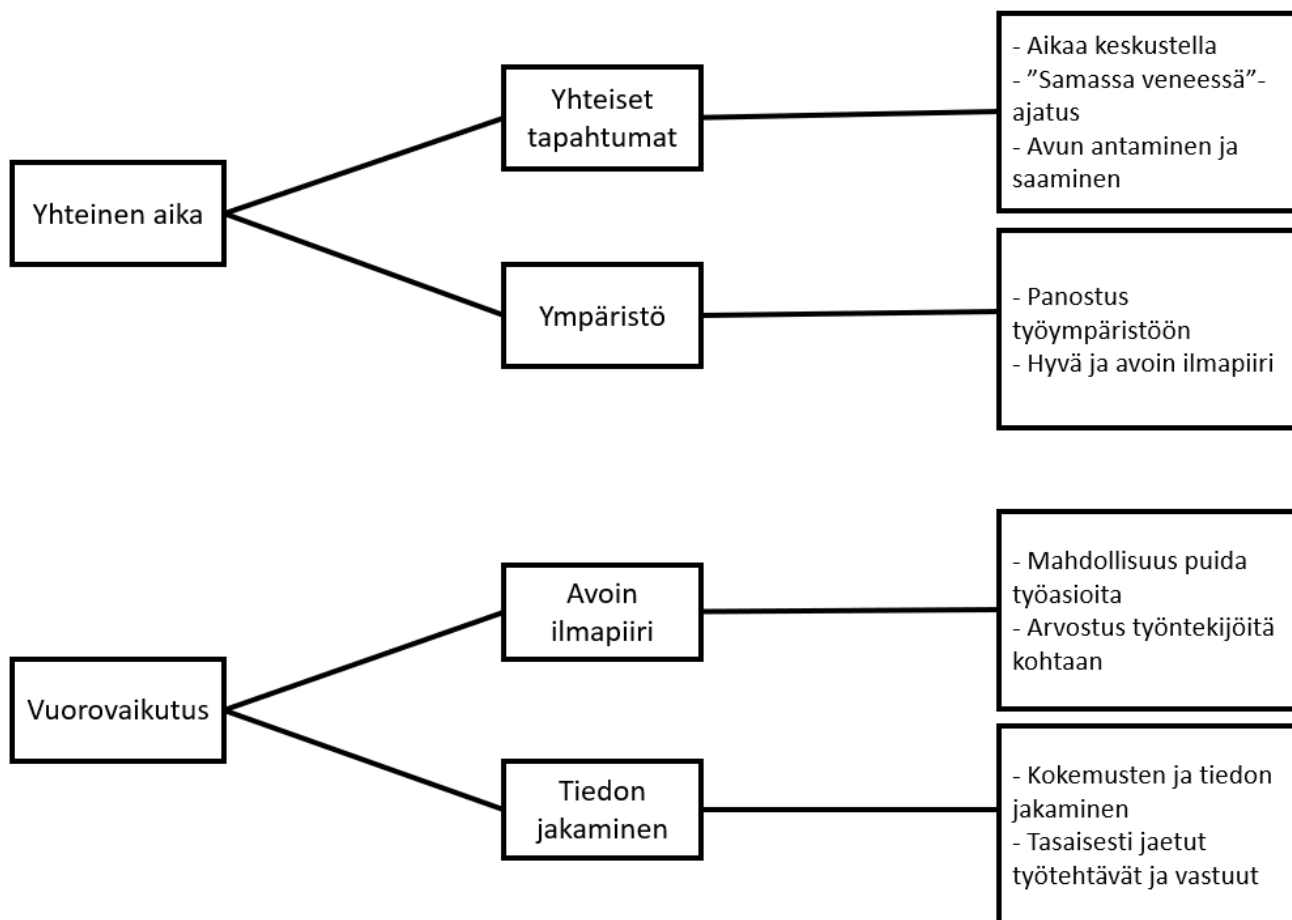 Yhteinen aika
Yhteiset
tapahtumat
- Aikaa keskustella
- ”Samassa veneessä”-
ajatus
- Avun antaminen ja
saaminen
Ympäristö
- Panostus
työympäristöön
- Hyvä ja avoin ilmapiiri
Vuorovaikutus
Avoin
ilmapiiri
- Mahdollisuus puida
työasioita
- Arvostus työntekijöitä
kohtaan
Tiedon
jakaminen
- Kokemusten ja tiedon
jakaminen
- Tasaisesti jaetut
työtehtävät ja vastuut